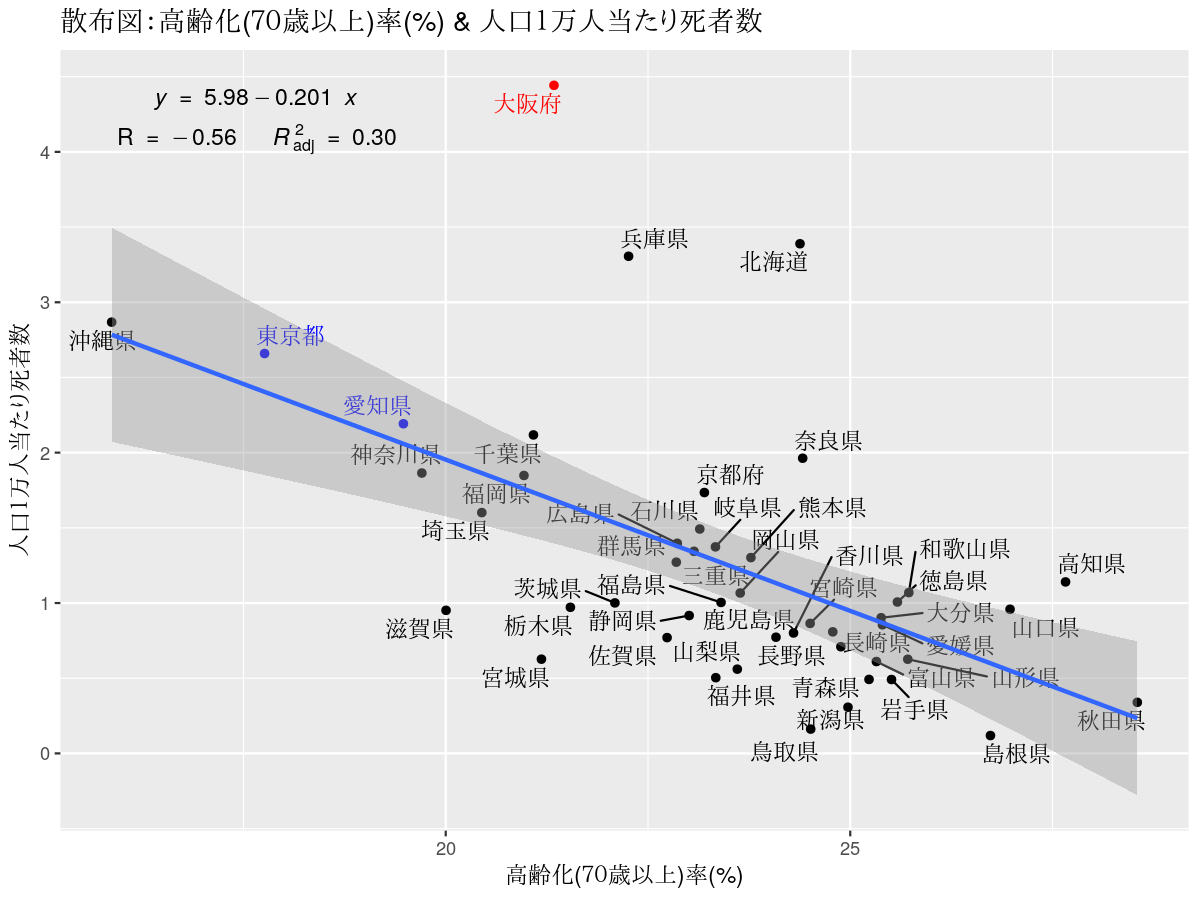 散布図：高齢化(70歳以上)率(%) & 人口1万人当たり死者数
y = 5.98 − 0.201 x
R = − 0.56 R²adj = 0.30
大阪府
兵庫県
北海道
沖縄県
東京都
愛知県
神奈川県
千葉県
福岡県
埼玉県
奈良県
京都府
広島県
石川県
岐阜県
熊本県
群馬県
岡山県
三重県
香川県
和歌山県
高知県
茨城県
福島県
宮崎県
徳島県
滋賀県
栃木県
静岡県
鹿児島県
大分県
山口県
佐賀県
山梨県
長野県
長崎県
愛媛県
宮城県
福井県
青森県
富山県
山形県
新潟県
岩手県
秋田県
鳥取県
島根県
4
3
2
1
0
20
25
人口1万人当たり死者数
高齢化(70歳以上)率(%)